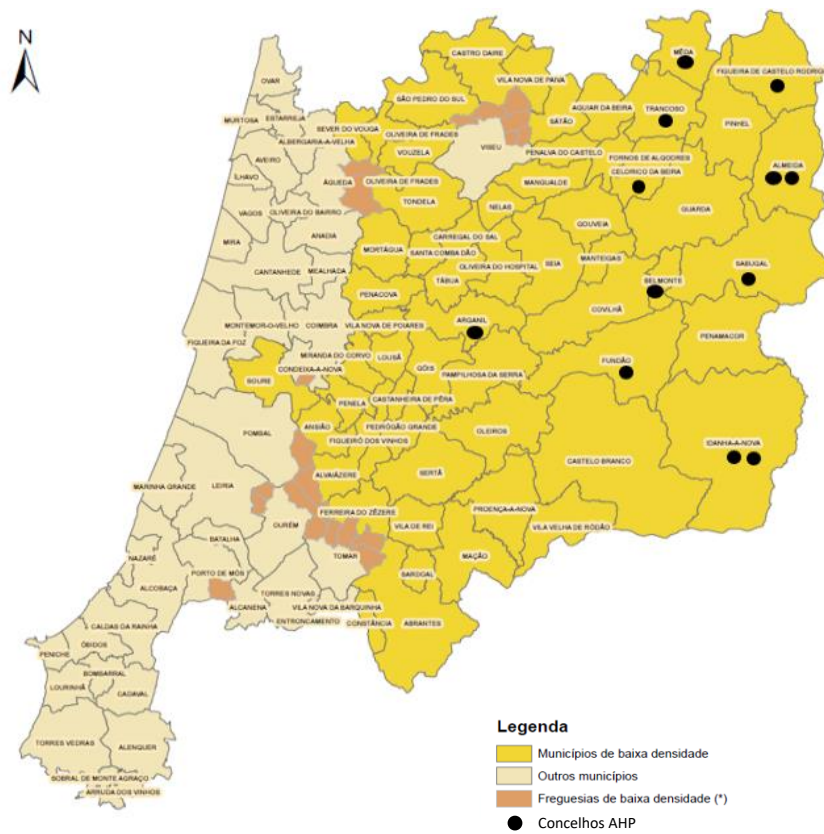 N
CASTRO DAIRE
MÊDA
OVAR
VILA NOVA DE PAIVA
FIGUEIRA DE CASTELO RODRIG
SÃO PEDRO DO SUL
AGUIAR DA BEIRA
TRANCOSO
MURTOSA
ESTARREJA
SEVER DO VOUGA
SÁTÃO
PINHEL
OLIVEIRA DE FRADES
ALBERGARIA-A-VELHA
VISEU
VOUZELA
PENALVA DO CASTELO
FORNOS DE ALGODRES
AVEIRO
ALMEIDA
CELORICO DA BEIRA
ÍLHAVO
ÁGUEDA
OLIVEIRA DE FRADES
MANGUALDE
TONDELA
NELAS
GUARDA
VAGOS
OLIVEIRA DO BAIRRO
GOUVEIA
ANADIA
CARREGAL DO SAL
MIRA
MORTÁGUA
SANTA COMBA DÃO
MANTEIGAS
SEIA
CANTANHEDE
MEALHADA
OLIVEIRA DO HOSPITAL
SABUGAL
TÁBUA
BELMONTE
PENACOVA
COVILHÃ
ARGANIL
MONTEMOR-O-VELHO
COIMBRA
VILA NOVA DE POIARES
PENAMACOR
FIGUEIRA DA FOZ
MIRANDA DO CORVO
LOUSÃ
FUNDÃO
CONDEIXA-A-NOVA
GÓIS
PAMPILHOSA DA SERRA
SOURE
PENELA
CASTANHEIRA DE PÊRA
ANSIÃO
PEDRÓGÃO GRANDE
OLEIROS
POMBAL
FIGUEIRÓ DOS VINHOS
IDANHA-A-NOVA
CASTELO BRANCO
ALVAIÁZERE
SERTÃ
MARINHA GRANDE
LEIRIA
FERREIRA DO ZÊZERE
PROENÇA-A-NOVA
OURÉM
VILA DE REI
VILA VELHA DE RÓDÃO
BATALHA
NAZARÉ
TOMAR
MAÇÃO
PORTO DE MÓS
SARDOAL
ALCOBAÇA
TORRES NOVAS
ALCANENA
VILA NOVA DA BARQUINHA
ENTRONCAMENTO
CONSTÂNCIA
ABRANTES
CALDAS DA RAINHA
ÓBIDOS
PENICHE
BOMBARRAL
LOURINHÃ
CADAVAL
TORRES VEDRAS
ALENQUER
SOBRAL DE MONTE AGRAÇO
ARRUDA DOS VINHOS
Legenda
Municípios de baixa densidade
Outros municípios
Freguesias de baixa densidade (*)
Concelhos AHP